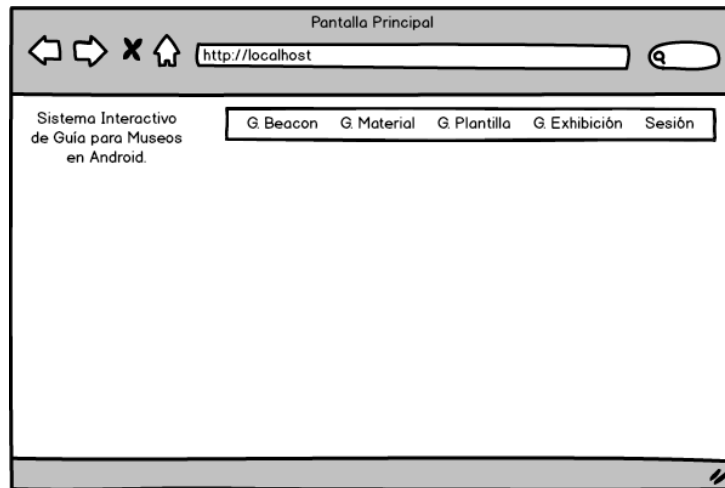 Pantalla Principal
http://localhost
Sistema Interactivo
de Guía para Museos
en Android.
G. Beacon G. Material G. Plantilla G. Exhibición Sesión